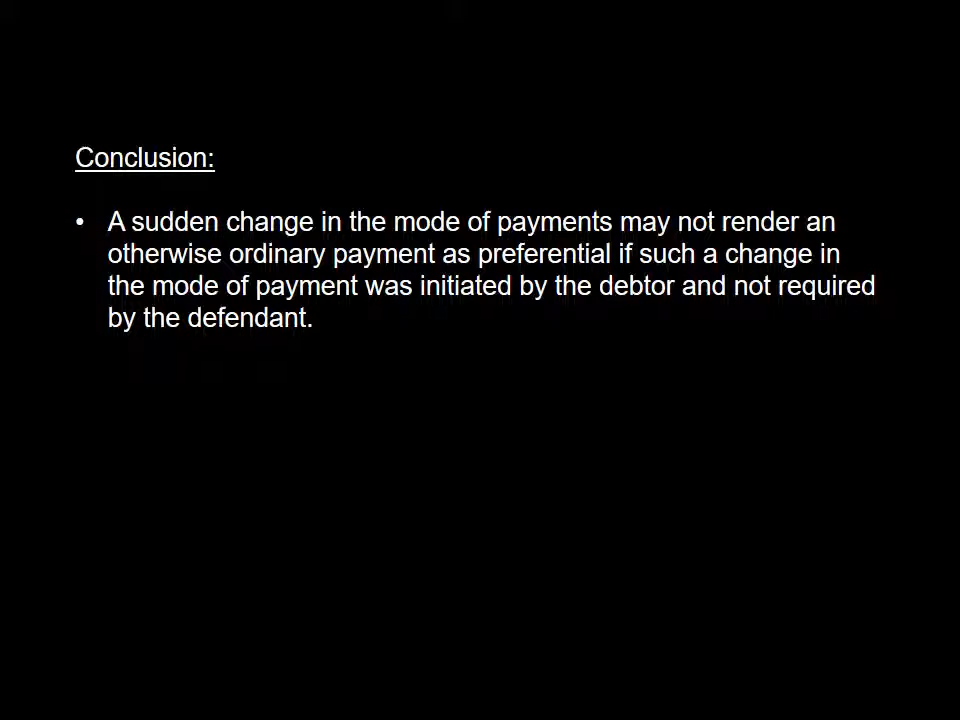 Conclusion:
• A sudden change in the mode of payments may not render an
otherwise ordinary payment as preferential if such a change in
the mode of payment was initiated by the debtor and not required
by the defendant.